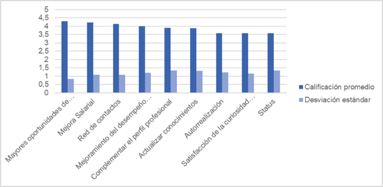 5
4,5
4
3,5
3
2,5
2
1,5
1
0,5
0
Mayores oportunidades de…
Mejora Salarial
Red de contactos
Mejoramiento del desempeño…
Complementar el perfil profesional
Actualizar conocimientos
Autorrealización
Satisfacción de la curiosidad…
Status
Calificación promedio
Desviación estándar